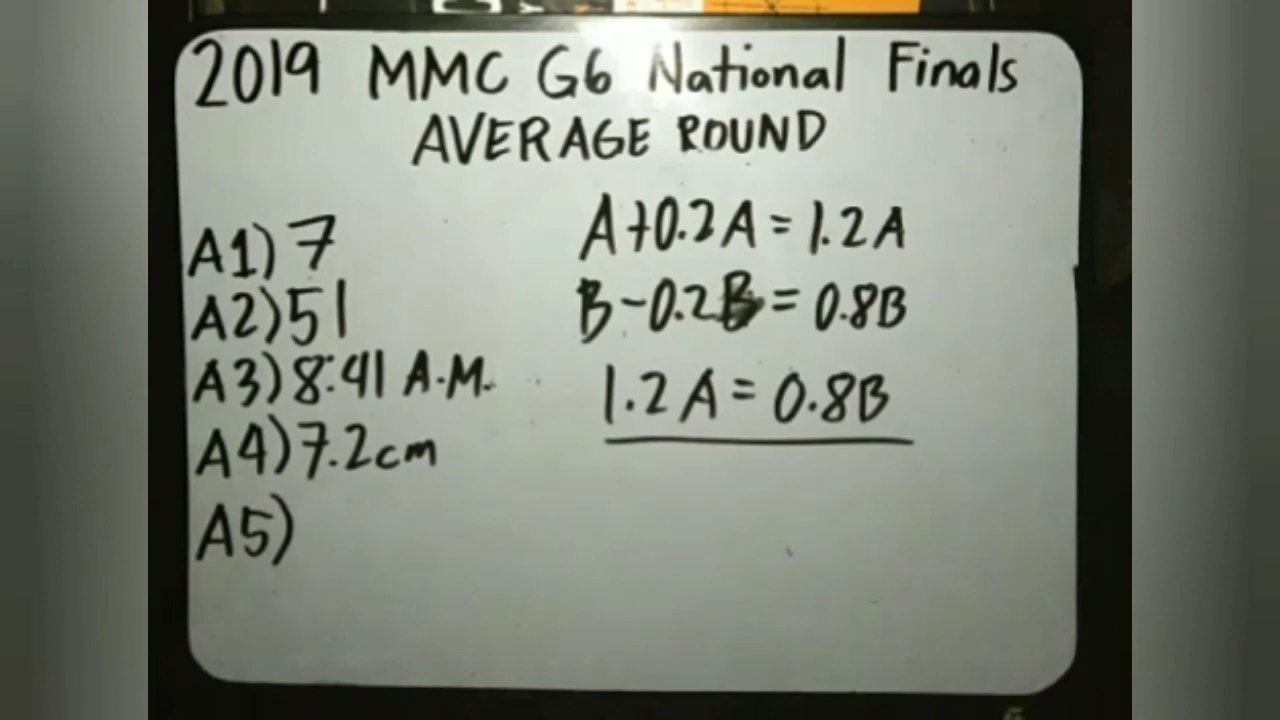 2019 MMC G6 National Finals
AVERAGE ROUND
A1) 7
A2) 51
A3) 8:41 A.M.
A4) 7.2cm
A5)
A+0.2A = 1.2A
B-0.2B = 0.8B
1.2A = 0.8B